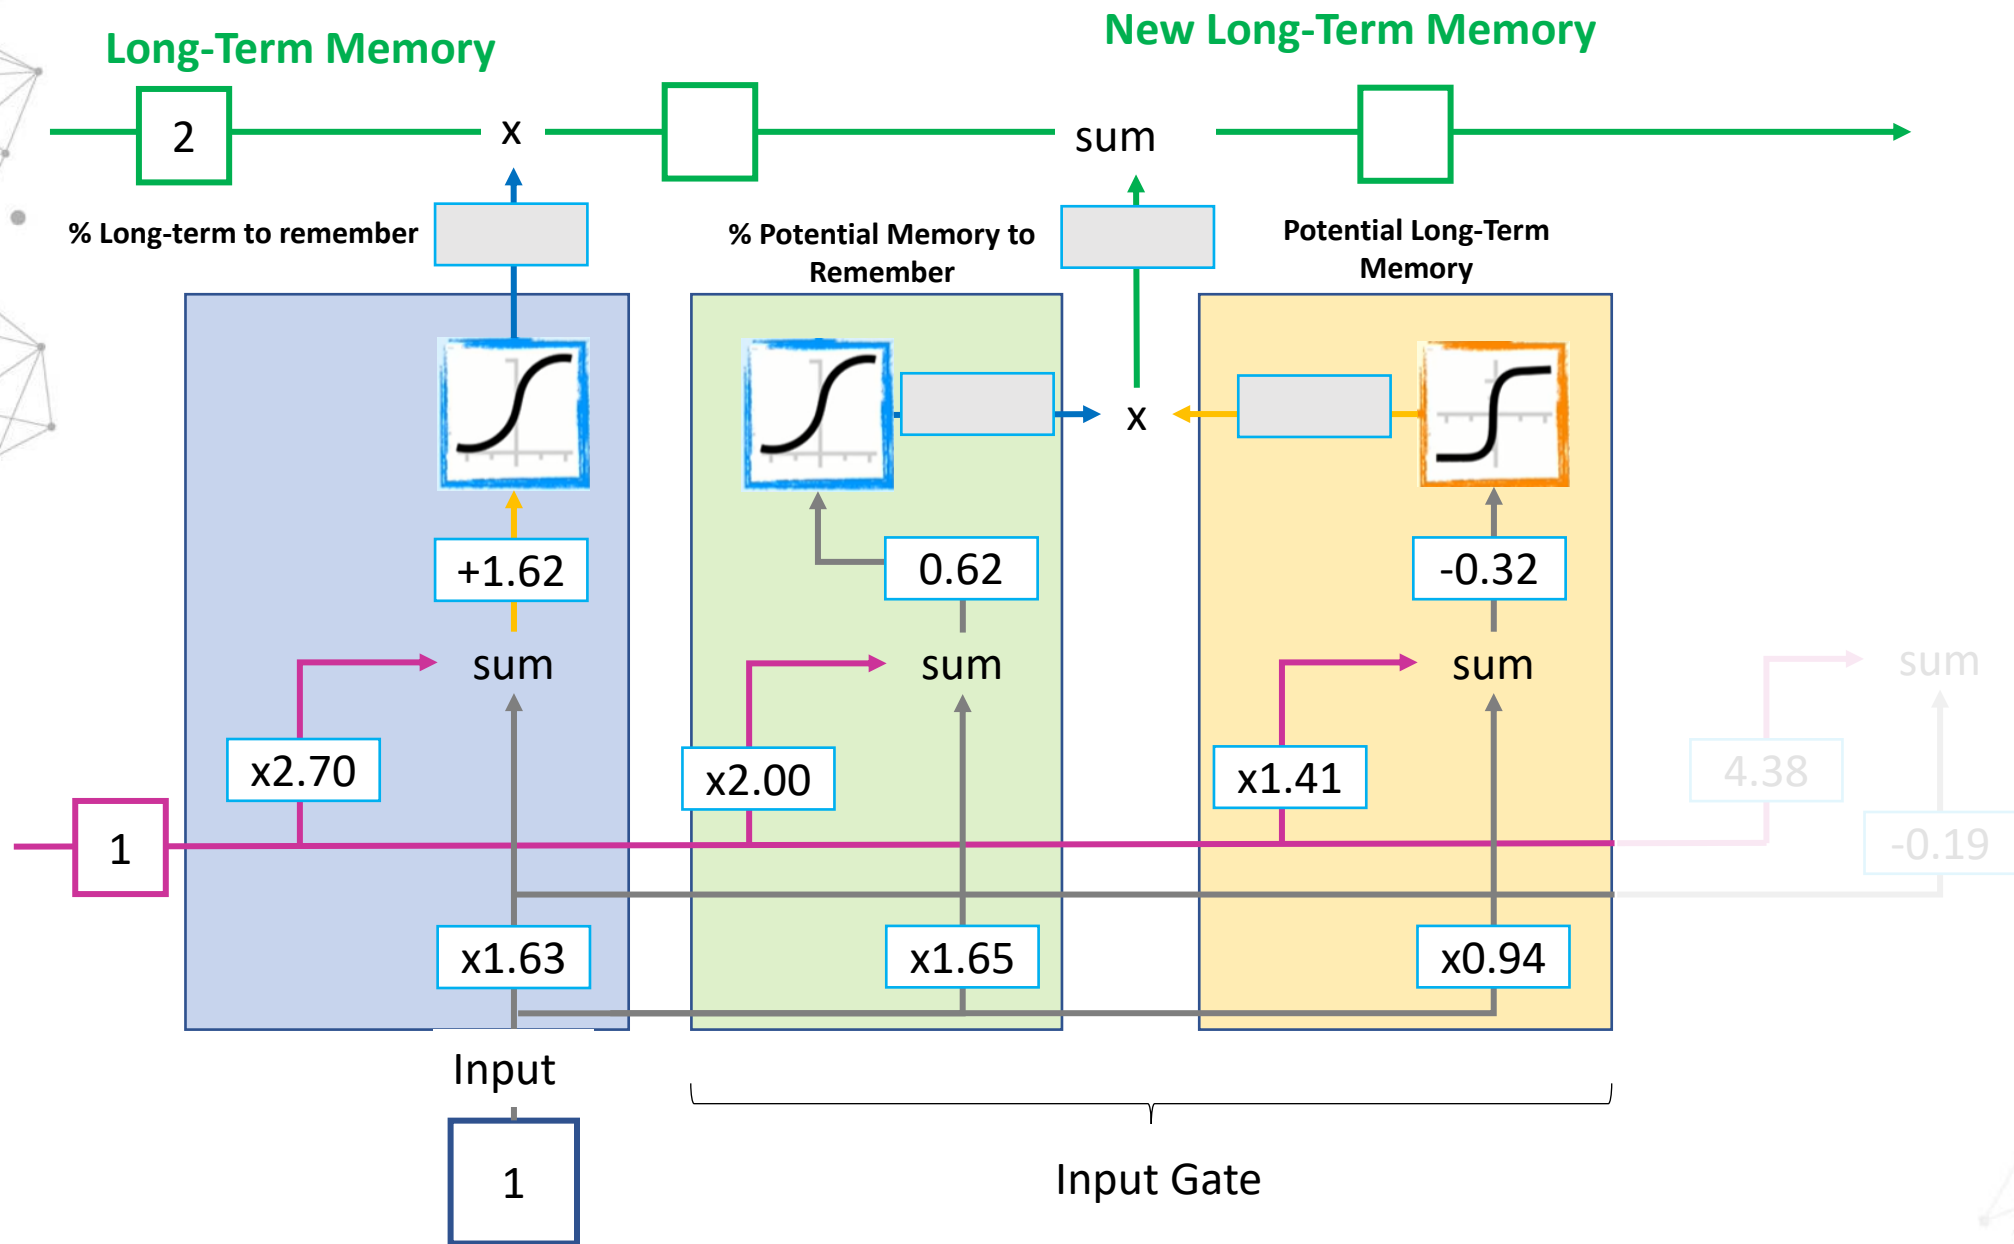 Long-Term Memory
New Long-Term Memory
2
x
sum
% Long-term to remember
% Potential Memory to
Remember
Potential Long-Term
Memory
x
+1.62
0.62
-0.32
sum
sum
sum
sum
x2.70
x2.00
x1.41
4.38
1
-0.19
x1.63
x1.65
x0.94
Input
1
Input Gate